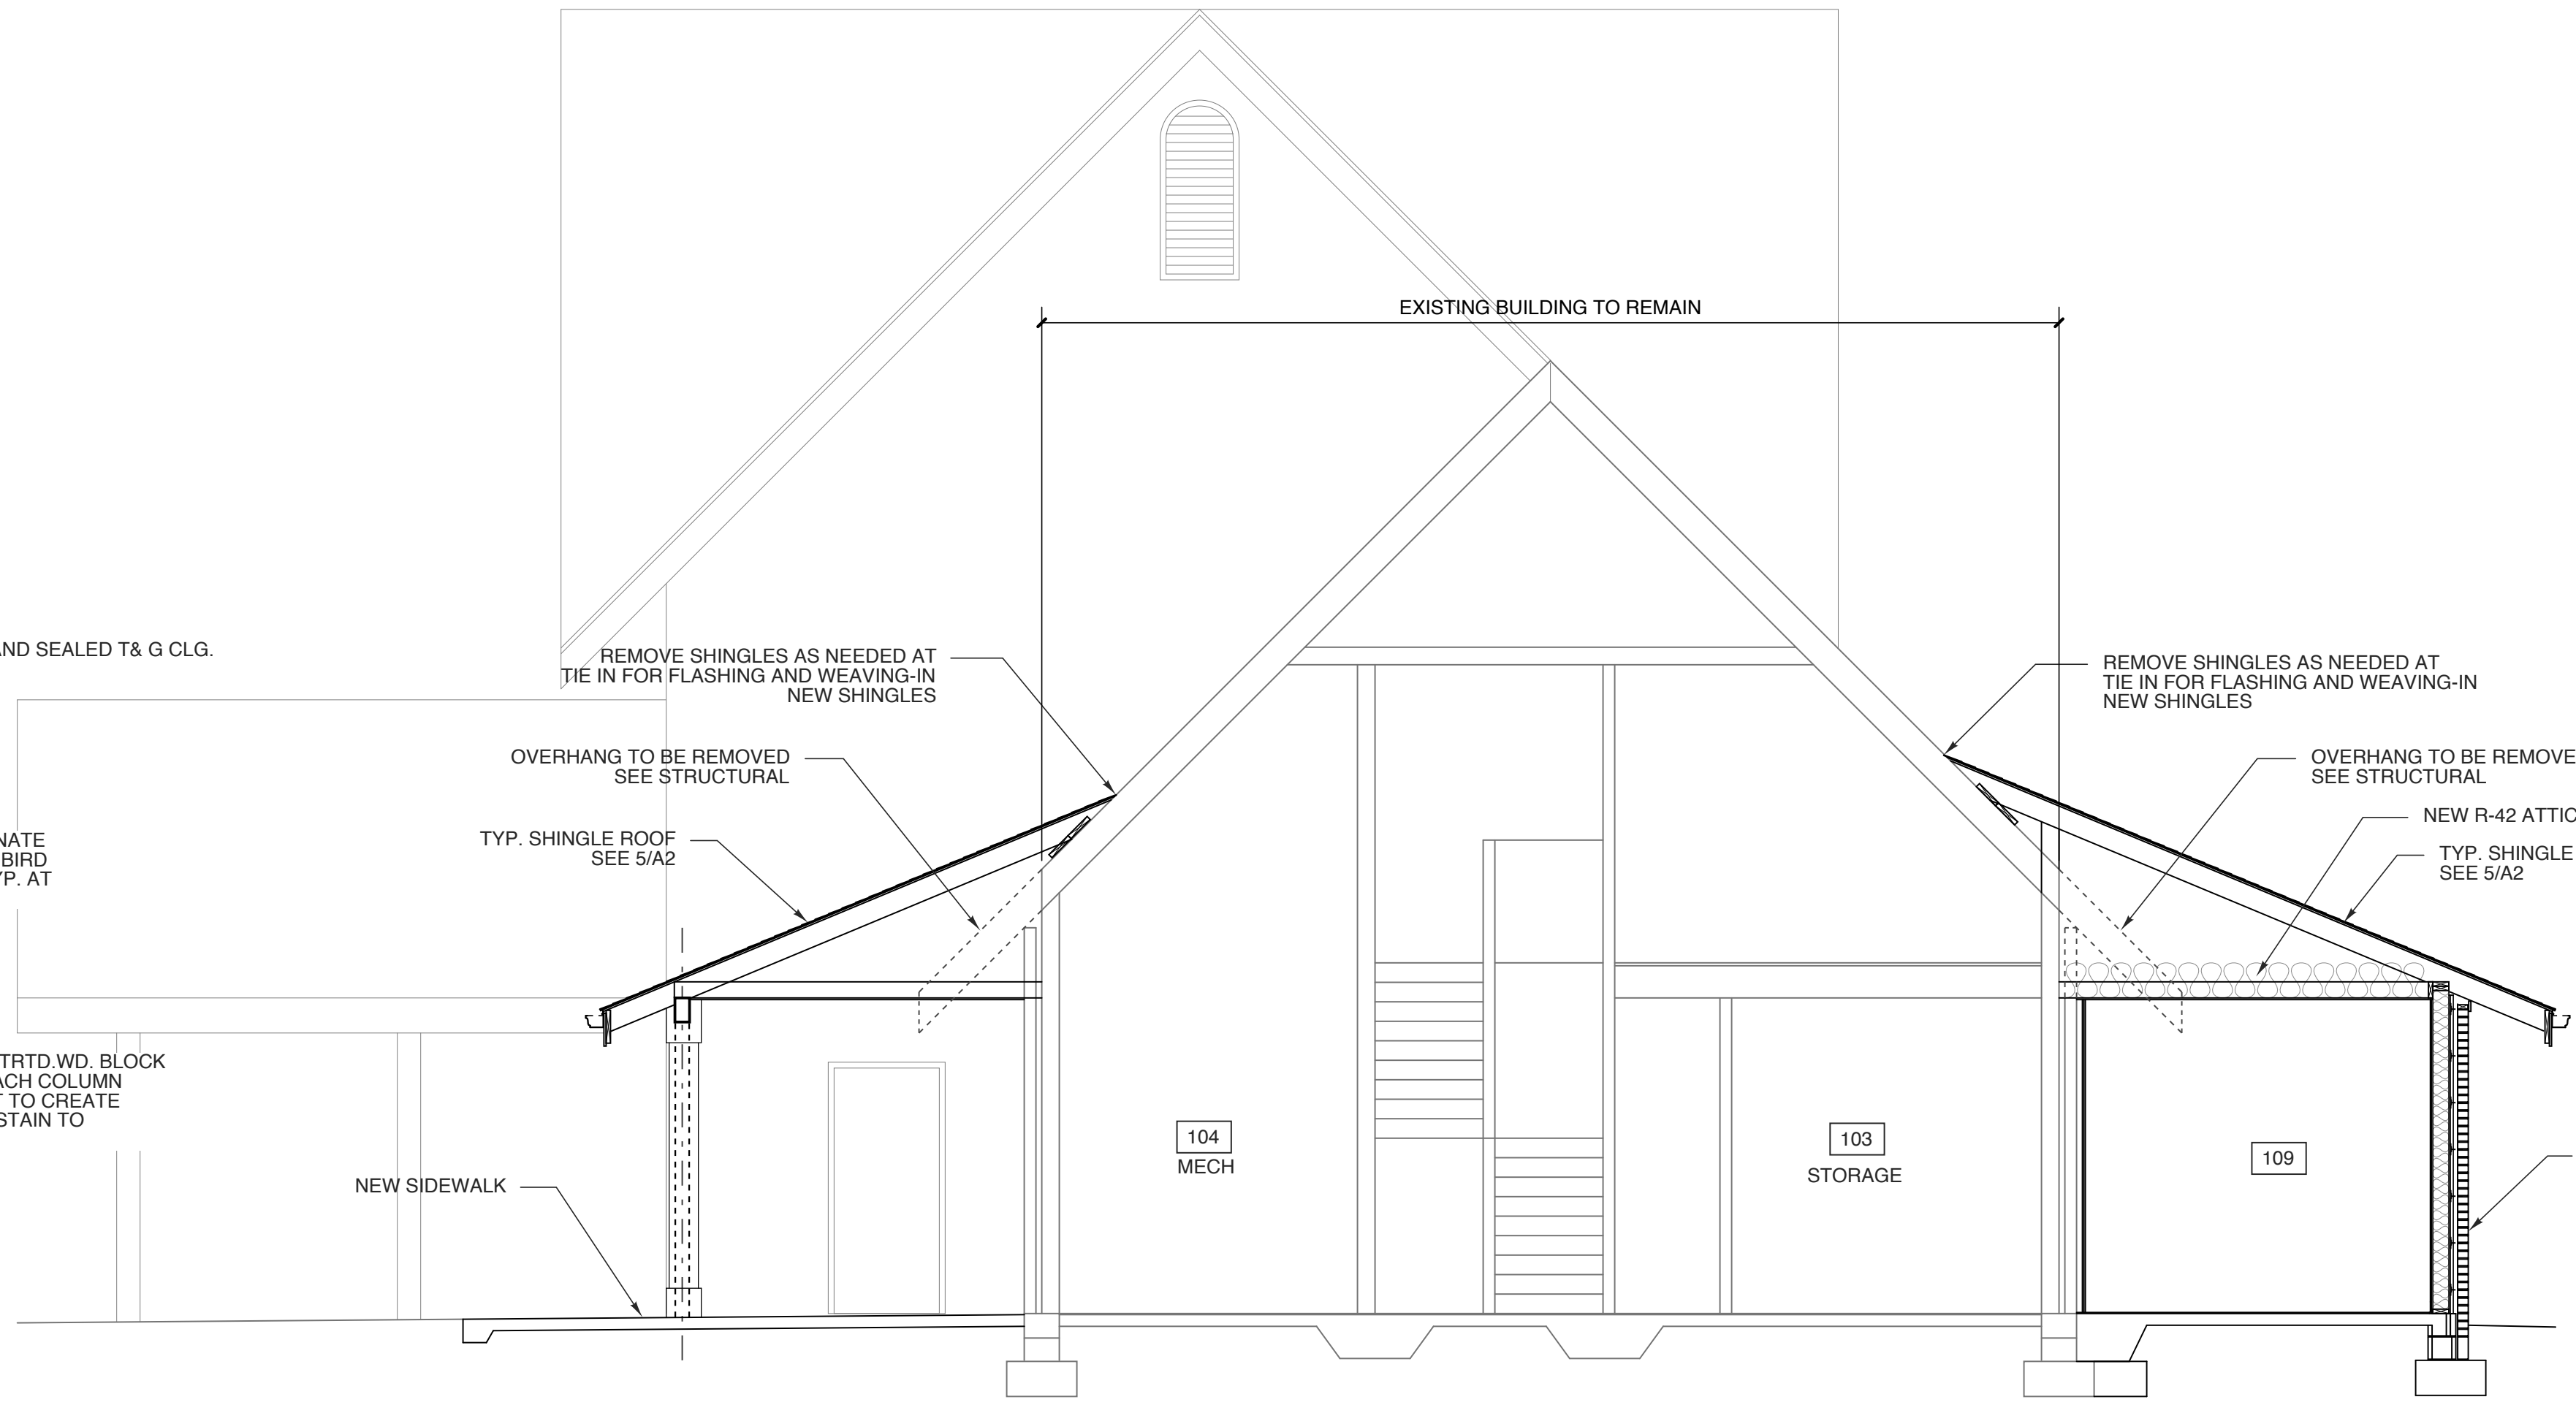 EXISTING BUILDING TO REMAIN
AND SEALED T& G CLG.
REMOVE SHINGLES AS NEEDED AT
TIE IN FOR FLASHING AND WEAVING-IN
NEW SHINGLES
REMOVE SHINGLES AS NEEDED AT
TIE IN FOR FLASHING AND WEAVING-IN
NEW SHINGLES
OVERHANG TO BE REMOVED
SEE STRUCTURAL
OVERHANG TO BE REMOVE
SEE STRUCTURAL
NEW R-42 ATTIC
TYP. SHINGLE ROOF
SEE 5/A2
TYP. SHINGLE
SEE 5/A2
NATE
BIRD
YP. AT
TRTD.WD. BLOCK
ACH COLUMN
T TO CREATE
STAIN TO
NEW SIDEWALK
104
MECH
103
STORAGE
109